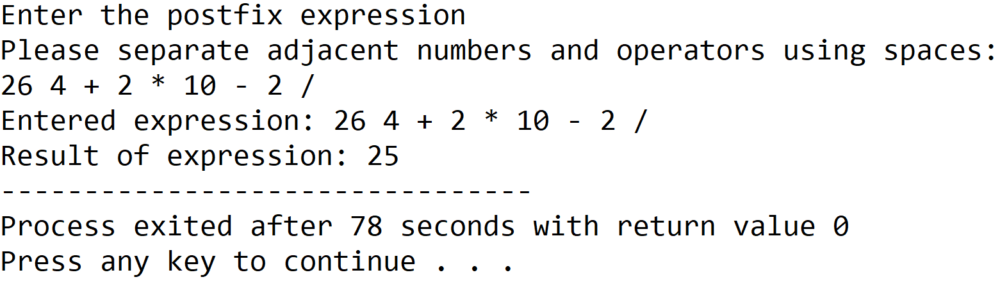 Enter the postfix expression
Please separate adjacent numbers and operators using spaces:
26 4 + 2 * 10 - 2 /
Entered expression: 26 4 + 2 * 10 - 2 /
Result of expression: 25
--------------------------------
Process exited after 78 seconds with return value 0
Press any key to continue . . .